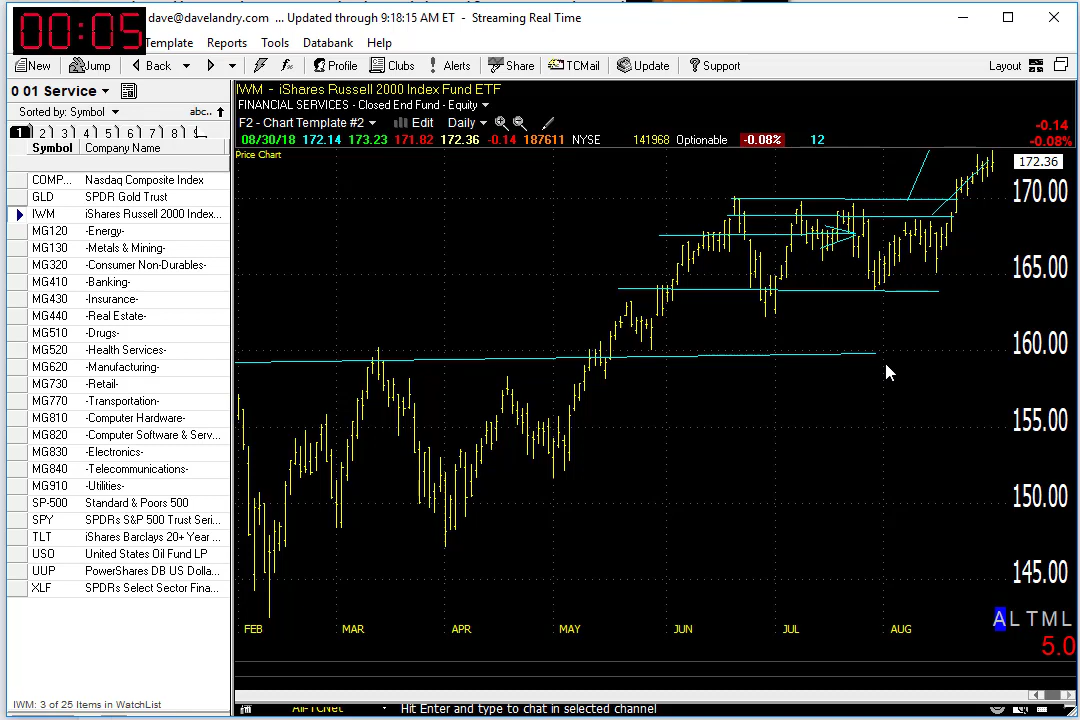 00:05
dave@davelandry.com ... Updated through 9:18:15 AM ET - Streaming Real Time
Template Reports Tools Databank Help
New Jump Back Profile Clubs Alerts Share TCMail Update Support Layout
0 01 Service
Sorted by: Symbol abc..
1 2 3 4 5 6 7 8
Symbol Company Name
COMP... Nasdaq Composite Index
GLD SPDR Gold Trust
IWM iShares Russell 2000 Index...
MG120 -Energy-
MG130 -Metals & Mining-
MG320 -Consumer Non-Durables-
MG410 -Banking-
MG430 -Insurance-
MG440 -Real Estate-
MG510 -Drugs-
MG520 -Health Services-
MG620 -Manufacturing-
MG730 -Retail-
MG770 -Transportation-
MG810 -Computer Hardware-
MG820 -Computer Software & Serv...
MG830 -Electronics-
MG840 -Telecommunications-
MG910 -Utilities-
SP-500 Standard & Poors 500
SPY SPDRs S&P 500 Trust Seri...
TLT iShares Barclays 20+ Year ...
USO United States Oil Fund LP
UUP PowerShares DB US Dolla...
XLF SPDRs Select Sector Fina...
IWM: 3 of 25 Items in WatchList
IWM - iShares Russell 2000 Index Fund ETF
FINANCIAL SERVICES - Closed End Fund - Equity
F2 - Chart Template #2 Edit Daily
-0.14
08/30/18 172.14 173.23 171.82 172.36 -0.14 187611 NYSE 141968 Optionable -0.08% 12 -0.08%
Price Chart
172.36
170.00
165.00
160.00
155.00
150.00
145.00
A L T M L
FEB MAR APR MAY JUN JUL AUG
5.0
Hit Enter and type to chat in selected channel